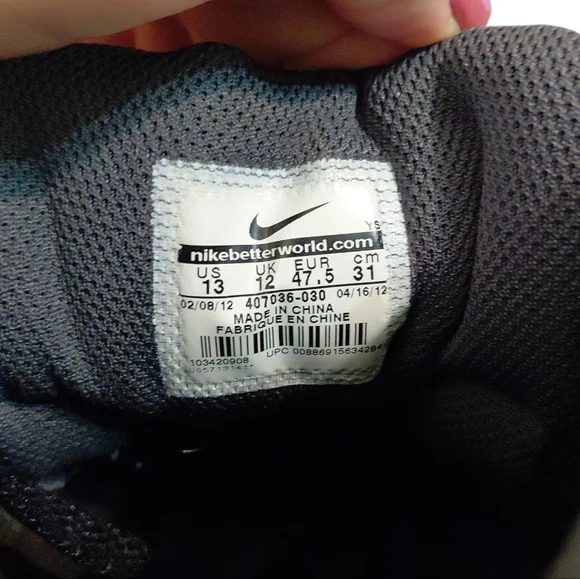 YS
nikebetterworld.com
US UK EUR cm
13 12 47.5 31
02/08/12 407036-030 04/16/12
MADE IN CHINA
FABRIQUE EN CHINE
103420908 UPC 00886915634284